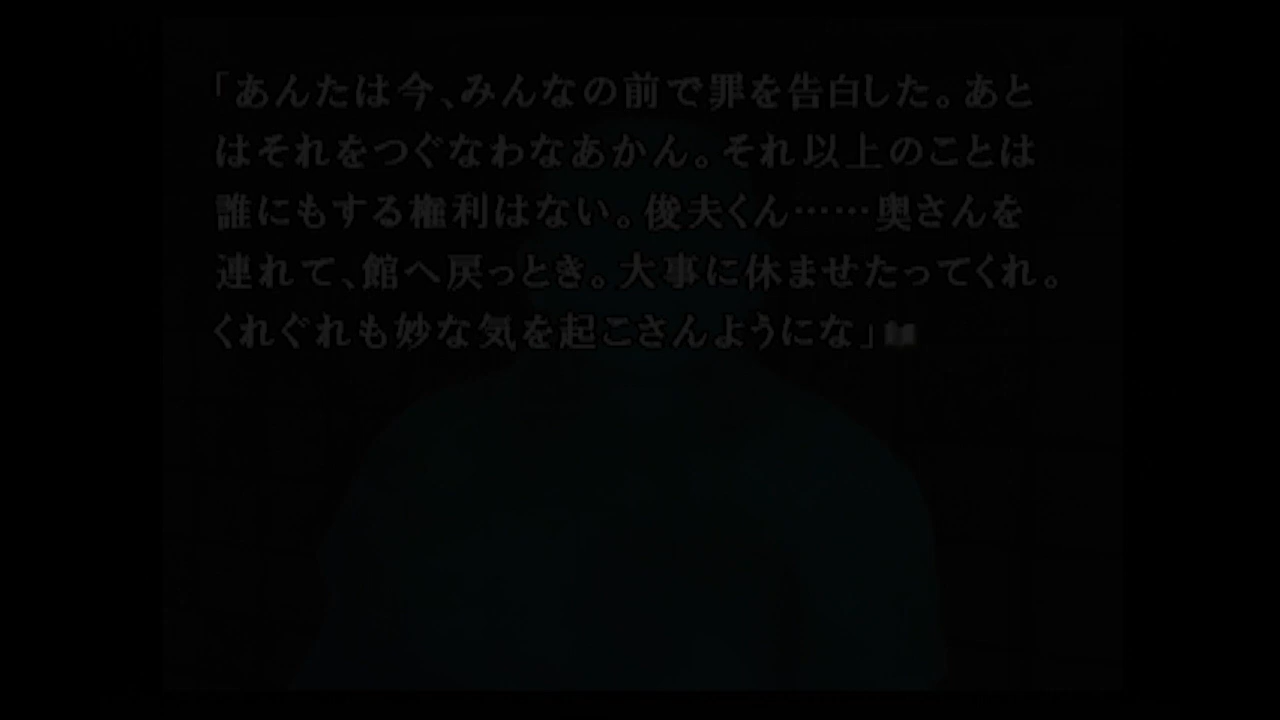 「あんたは今、みんなの前で罪を告白した。あと
はそれをつぐなわなあかん。それ以上のことは
誰にもする権利はない。俊夫くん……奥さんを
連れて、館へ戻っとき。大事に休ませたってくれ。
くれぐれも妙な気を起こさんようにな」